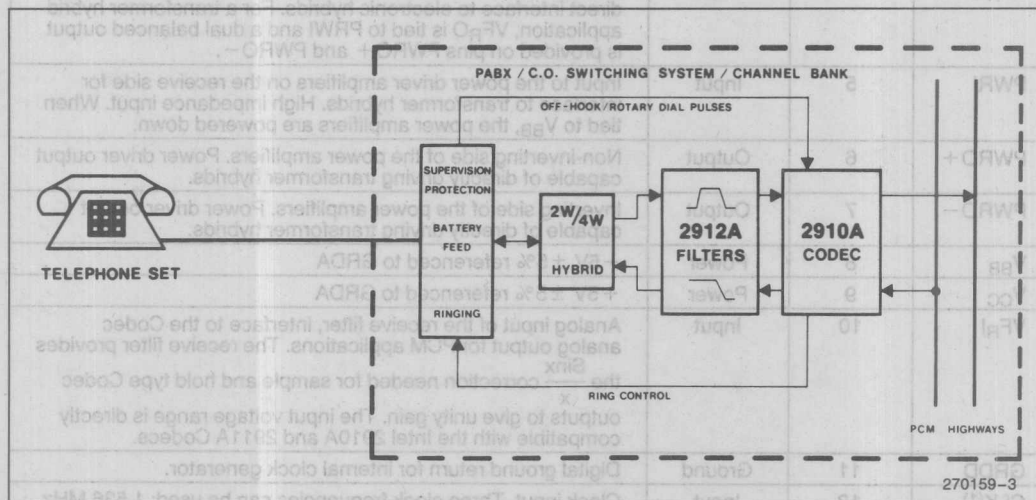 PABX / C.O. SWITCHING SYSTEM / CHANNEL BANK
OFF-HOOK/ROTARY DIAL PULSES
SUPERVISION
PROTECTION
BATTERY
FEED
RINGING
2W/4W
HYBRID
2912A
FILTERS
2910A
CODEC
TELEPHONE SET
RING CONTROL
PCM HIGHWAYS
270159-3
direct interface to electronic hybrids. For a transformer hybrid
application, VFRO is tied to PRWI and a dual balanced output
is provided on pins PWRO+ and PWRO−.
PWRI 5 Input Input to the power driver amplifiers on the receive side for
interface to transformer hybrids. High impedance input. When
tied to VBB, the power amplifiers are powered down.
PWRO+ 6 Output Non-inverting side of the power amplifiers. Power driver output
capable of directly driving transformer hybrids.
PWRO− 7 Output Inverting side of the power amplifiers. Power driver output
capable of directly driving transformer hybrids.
VBB 8 Power −5V ±5% referenced to GRDA
VCC 9 Power +5V ±5% referenced to GRDA
VFRI 10 Input Analog input of the receive filter, interface to the Codec
analog output for PCM applications. The receive filter provides
the Sinx/x correction needed for sample and hold type Codec
outputs to give unity gain. The input voltage range is directly
compatible with the Intel 2910A and 2911A Codecs.
GRDD 11 Ground Digital ground return for internal clock generator.
12 Input Clock input. Three clock frequencies can be used: 1.536 MHz